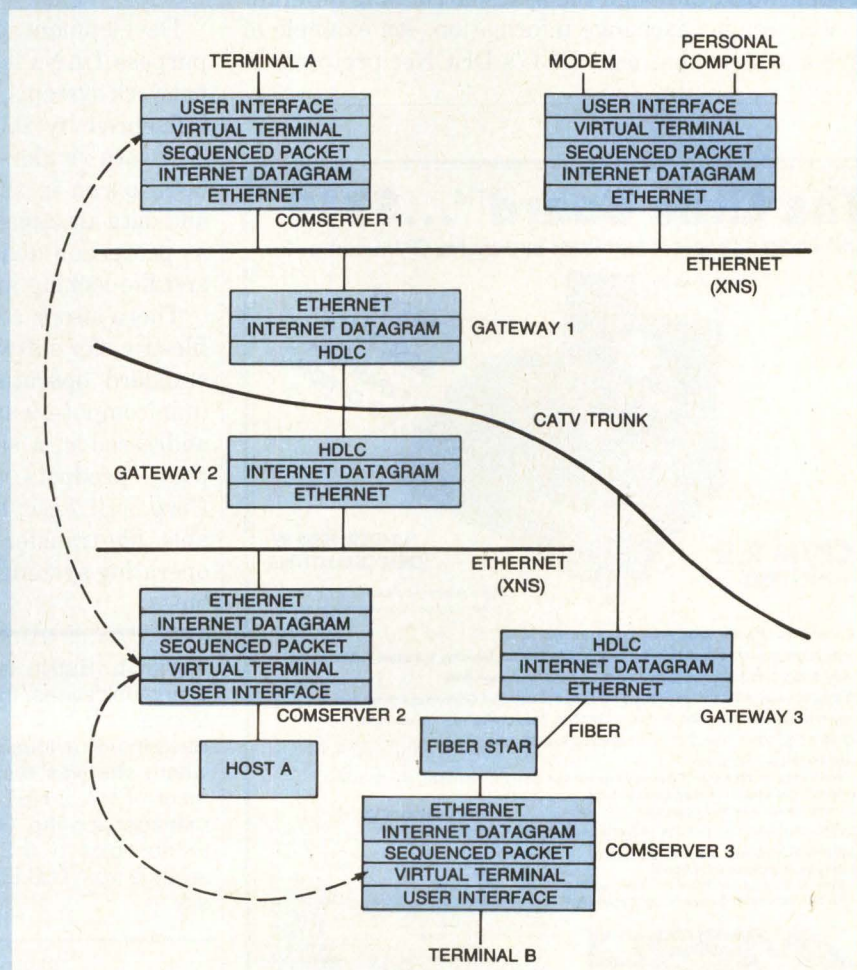 TERMINAL A
MODEM
PERSONAL
COMPUTER
USER INTERFACE
VIRTUAL TERMINAL
SEQUENCED PACKET
INTERNET DATAGRAM
ETHERNET
COMSERVER 1
USER INTERFACE
VIRTUAL TERMINAL
SEQUENCED PACKET
INTERNET DATAGRAM
ETHERNET
ETHERNET
(XNS)
ETHERNET
INTERNET DATAGRAM
HDLC
GATEWAY 1
CATV TRUNK
GATEWAY 2
HDLC
INTERNET DATAGRAM
ETHERNET
ETHERNET
(XNS)
ETHERNET
INTERNET DATAGRAM
SEQUENCED PACKET
VIRTUAL TERMINAL
USER INTERFACE
COMSERVER 2
HOST A
HDLC
INTERNET DATAGRAM
ETHERNET
GATEWAY 3
FIBER
FIBER STAR
ETHERNET
INTERNET DATAGRAM
SEQUENCED PACKET
VIRTUAL TERMINAL
USER INTERFACE
COMSERVER 3
TERMINAL B